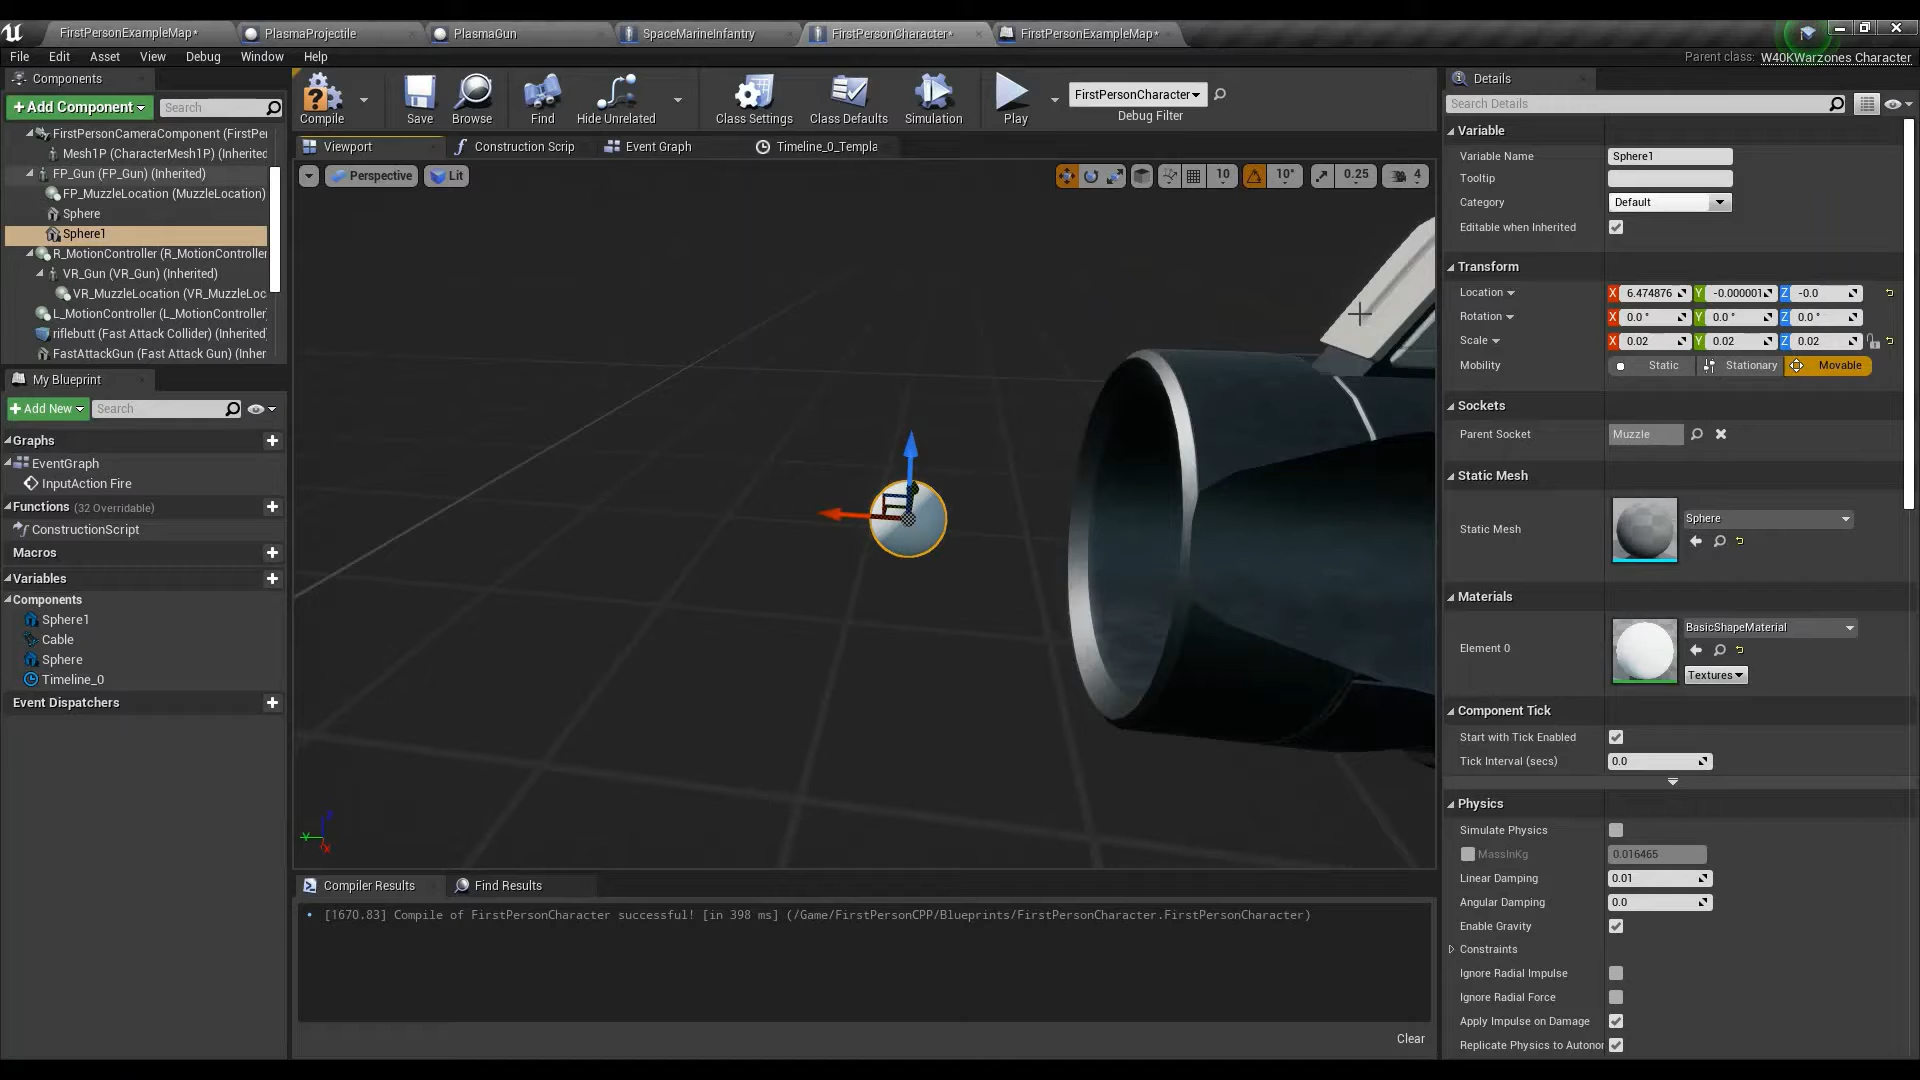 FirstPersonExampleMap*
PlasmaProjectile
PlasmaGun
SpaceMarineInfantry
FirstPersonCharacter*
FirstPersonExampleMap*
File Edit Asset View Debug Window Help
Parent class: W40KWarzones Character
Components
+Add Component
Search
FirstPersonCameraComponent (FirstPer
Mesh1P (CharacterMesh1P) (Inherited
FP_Gun (FP_Gun) (Inherited)
FP_MuzzleLocation (MuzzleLocation)
Sphere
Sphere1
R_MotionController (R_MotionController
VR_Gun (VR_Gun) (Inherited)
VR_MuzzleLocation (VR_MuzzleLoc
L_MotionController (L_MotionController
riflebutt (Fast Attack Collider) (Inherited)
FastAttackGun (Fast Attack Gun) (Inher
My Blueprint
+Add New
Search
Graphs
EventGraph
InputAction Fire
Functions (32 Overridable)
ConstructionScript
Macros
Variables
Components
Sphere1
Cable
Sphere
Timeline_0
Event Dispatchers
Compile
Save
Browse
Find
Hide Unrelated
Class Settings
Class Defaults
Simulation
Play
FirstPersonCharacter
Debug Filter
Viewport
Construction Scrip
Event Graph
Timeline_0_Templa
Perspective
Lit
10
10°
0.25
4
Compiler Results
Find Results
[1670.83] Compile of FirstPersonCharacter successful! [in 398 ms] (/Game/FirstPersonCPP/Blueprints/FirstPersonCharacter.FirstPersonCharacter)
Clear
Details
Search Details
Variable
Variable Name Sphere1
Tooltip
Category Default
Editable when Inherited
Transform
Location X 6.474876 Y -0.000001 Z -0.0
Rotation X 0.0° Y 0.0° Z 0.0°
Scale X 0.02 Y 0.02 Z 0.02
Mobility Static Stationary Movable
Sockets
Parent Socket Muzzle
Static Mesh
Static Mesh Sphere
Materials
Element 0 BasicShapeMaterial
Textures
Component Tick
Start with Tick Enabled
Tick Interval (secs) 0.0
Physics
Simulate Physics
MassInKg 0.016465
Linear Damping 0.01
Angular Damping 0.0
Enable Gravity
Constraints
Ignore Radial Impulse
Ignore Radial Force
Apply Impulse on Damage
Replicate Physics to Autonor